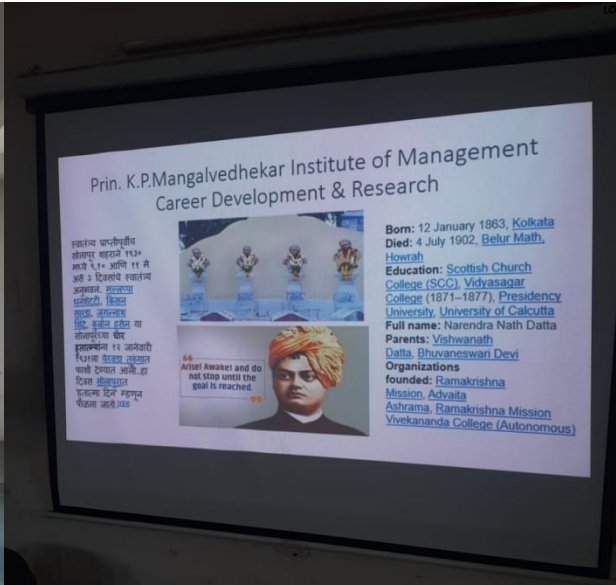 Prin. K.P.Mangalvedhekar Institute of Management
Career Development & Research
स्वातंत्र्य प्राप्तीपूर्वीय
सोलापूर शहराने १९३०
मध्ये ९,१० आणि ११ मे
असे ३ दिवसांचे स्वातंत्र्य
अनुभवलं. मल्लप्पा
धनशेट्टी, किसन
सारडा, जगन्नाथ
शिंदे, कुर्बान हुसेन या
सोलापूरच्या चार
हुतात्म्यांना १२ जानेवारी
१९३१ला येरवडा तुरुंगात
फाशी देण्यात आली..हा
दिवस सोलापुरात
'हुतात्मा दिन' म्हणून
पाळला जातो.
Arise! Awake! and do
not stop until the
goal is reached.
Born: 12 January 1863, Kolkata
Died: 4 July 1902, Belur Math,
Howrah
Education: Scottish Church
College (SCC), Vidyasagar
College (1871–1877), Presidency
University, University of Calcutta
Full name: Narendra Nath Datta
Parents: Vishwanath
Datta, Bhuvaneswari Devi
Organizations
founded: Ramakrishna
Mission, Advaita
Ashrama, Ramakrishna Mission
Vivekananda College (Autonomous)